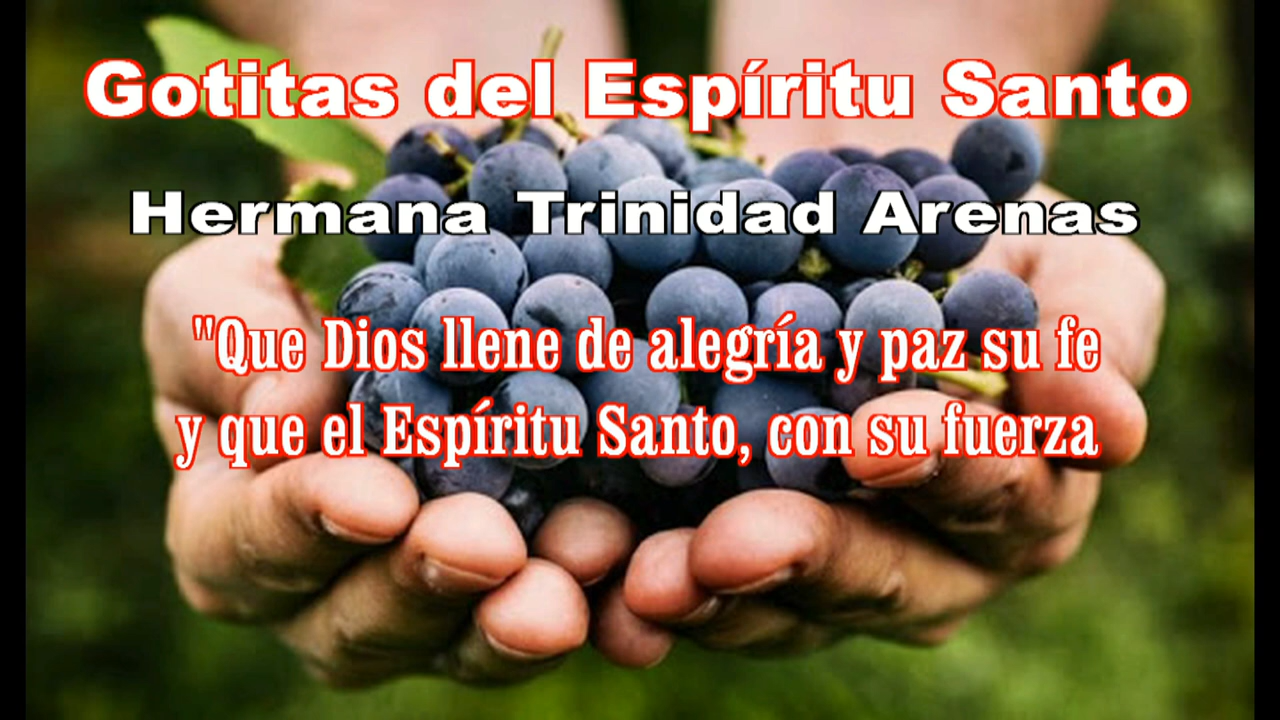 Gotitas del Espíritu Santo
Hermana Trinidad Arenas
"Que Dios llene de alegría y paz su fe
y que el Espíritu Santo, con su fuerza